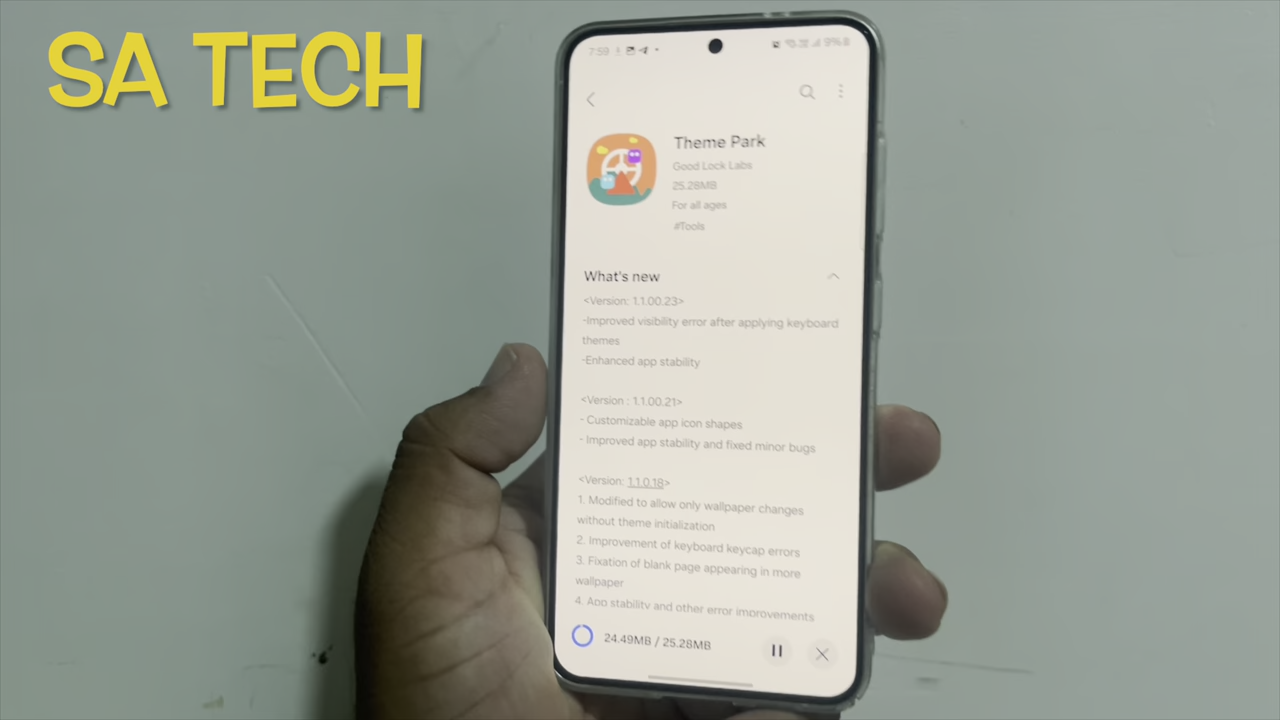 SA TECH
7:59
9%
Theme Park
Good Lock Labs
25.28MB
For all ages
#Tools
What's new
<Version: 1.1.00.23>
-Improved visibility error after applying keyboard
themes
-Enhanced app stability
<Version : 1.1.00.21>
- Customizable app icon shapes
- Improved app stability and fixed minor bugs
<Version: 1.1.0.18>
1. Modified to allow only wallpaper changes
without theme initialization
2. Improvement of keyboard keycap errors
3. Fixation of blank page appearing in more
wallpaper
4. App stability and other error improvements
24.49MB / 25.28MB